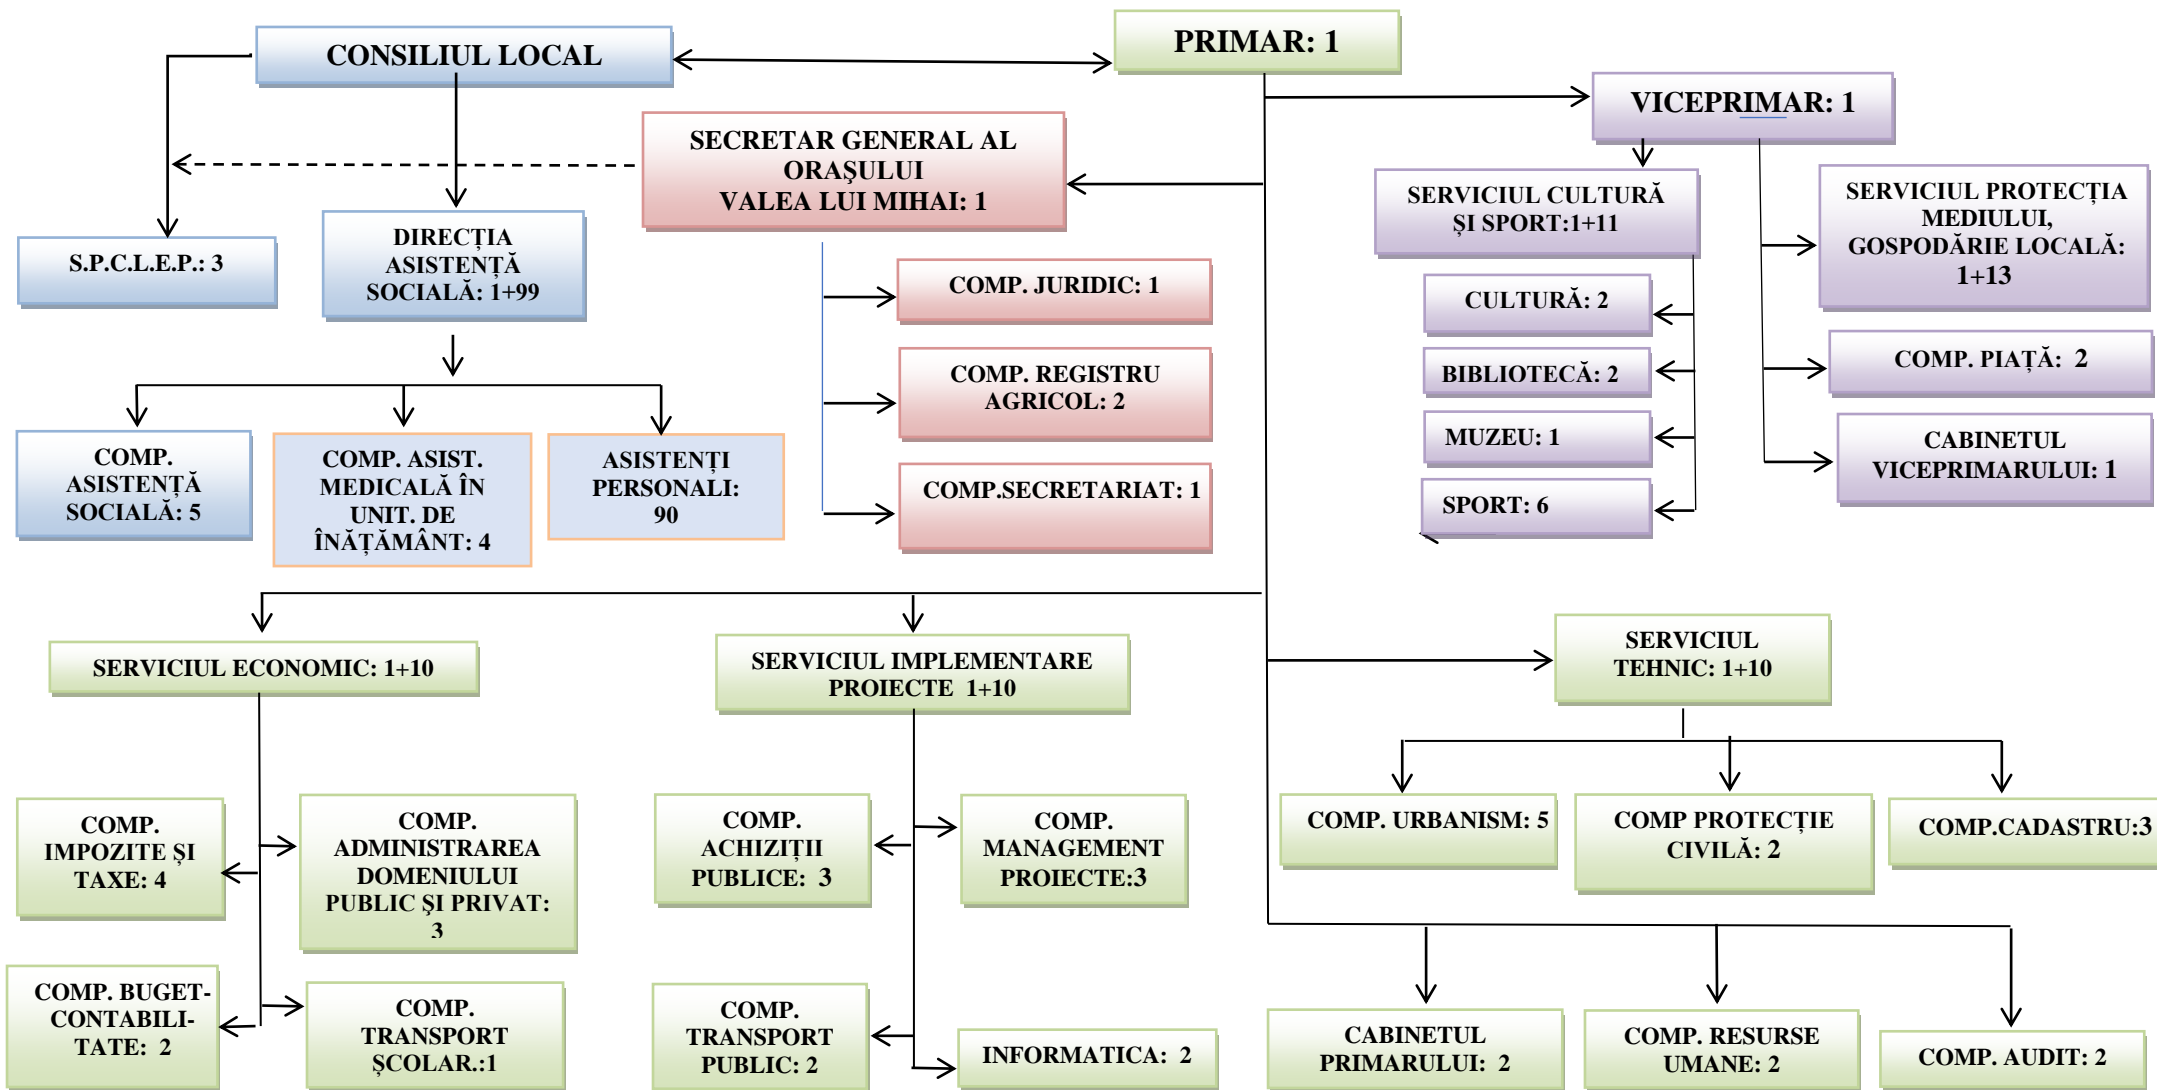 CONSILIUL LOCAL
PRIMAR: 1
VICEPRIMAR: 1
SECRETAR GENERAL AL
ORAŞULUI
VALEA LUI MIHAI: 1
S.P.C.L.E.P.: 3
DIRECȚIA
ASISTENȚĂ
SOCIALĂ: 1+99
SERVICIUL CULTURĂ
ȘI SPORT:1+11
SERVICIUL PROTECȚIA
MEDIULUI,
GOSPODĂRIE LOCALĂ:
1+13
COMP. JURIDIC: 1
COMP. REGISTRU
AGRICOL: 2
COMP.SECRETARIAT: 1
CULTURĂ: 2
BIBLIOTECĂ: 2
MUZEU: 1
SPORT: 6
COMP. PIAȚĂ: 2
CABINETUL
VICEPRIMARULUI: 1
COMP.
ASISTENȚĂ
SOCIALĂ: 5
COMP. ASIST.
MEDICALĂ ÎN
UNIT. DE
ÎNĂȚĂMÂNT: 4
ASISTENȚI
PERSONALI:
90
SERVICIUL ECONOMIC: 1+10
SERVICIUL IMPLEMENTARE
PROIECTE 1+10
SERVICIUL
TEHNIC: 1+10
COMP.
IMPOZITE ȘI
TAXE: 4
COMP.
ADMINISTRAREA
DOMENIULUI
PUBLIC ŞI PRIVAT:
3
COMP. BUGET-
CONTABILI-
TATE: 2
COMP.
TRANSPORT
ȘCOLAR.:1
COMP.
ACHIZIȚII
PUBLICE: 3
COMP.
MANAGEMENT
PROIECTE:3
COMP.
TRANSPORT
PUBLIC: 2
INFORMATICA: 2
COMP. URBANISM: 5
COMP PROTECȚIE
CIVILĂ: 2
COMP.CADASTRU:3
CABINETUL
PRIMARULUI: 2
COMP. RESURSE
UMANE: 2
COMP. AUDIT: 2